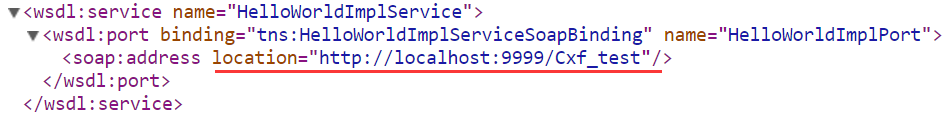 ▼<wsdl:service name="HelloWorldImplService">
▼<wsdl:port binding="tns:HelloWorldImplServiceSoapBinding" name="HelloWorldImplPort">
<soap:address location="http://localhost:9999/Cxf_test"/>
</wsdl:port>
</wsdl:service>